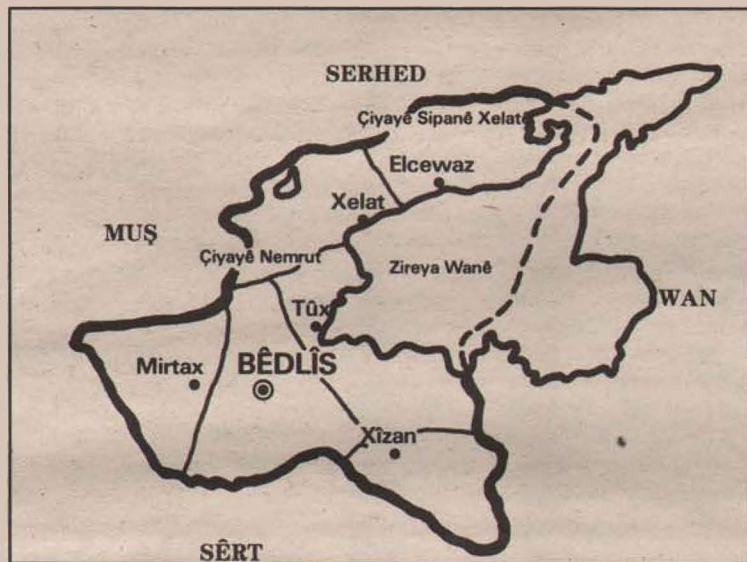 SERHED
Çiyayê Sipanê Xelatê
Elcewaz
Xelat
MUŞ
Çiyayê Nemrut
Zireya Wanê
WAN
Tûx
Mirtax
BÊDLÎS
Xîzan
SÊRT